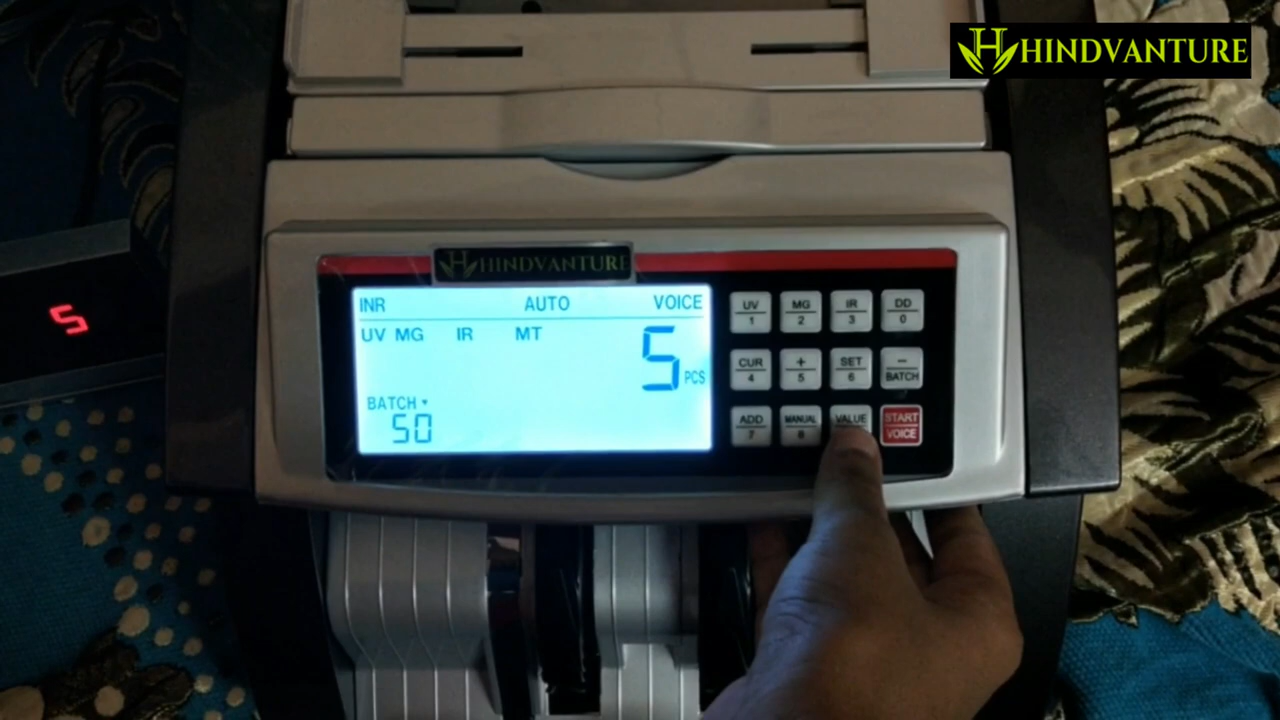 HINDVANTURE
HINDVANTURE
INR AUTO VOICE
UV MG IR MT
5 PCS
BATCH
50
5
UV MG IR DD
1 2 3 0
CUR + SET -
4 5 6 BATCH
ADD MANUAL VALUE START
7 8 VOICE